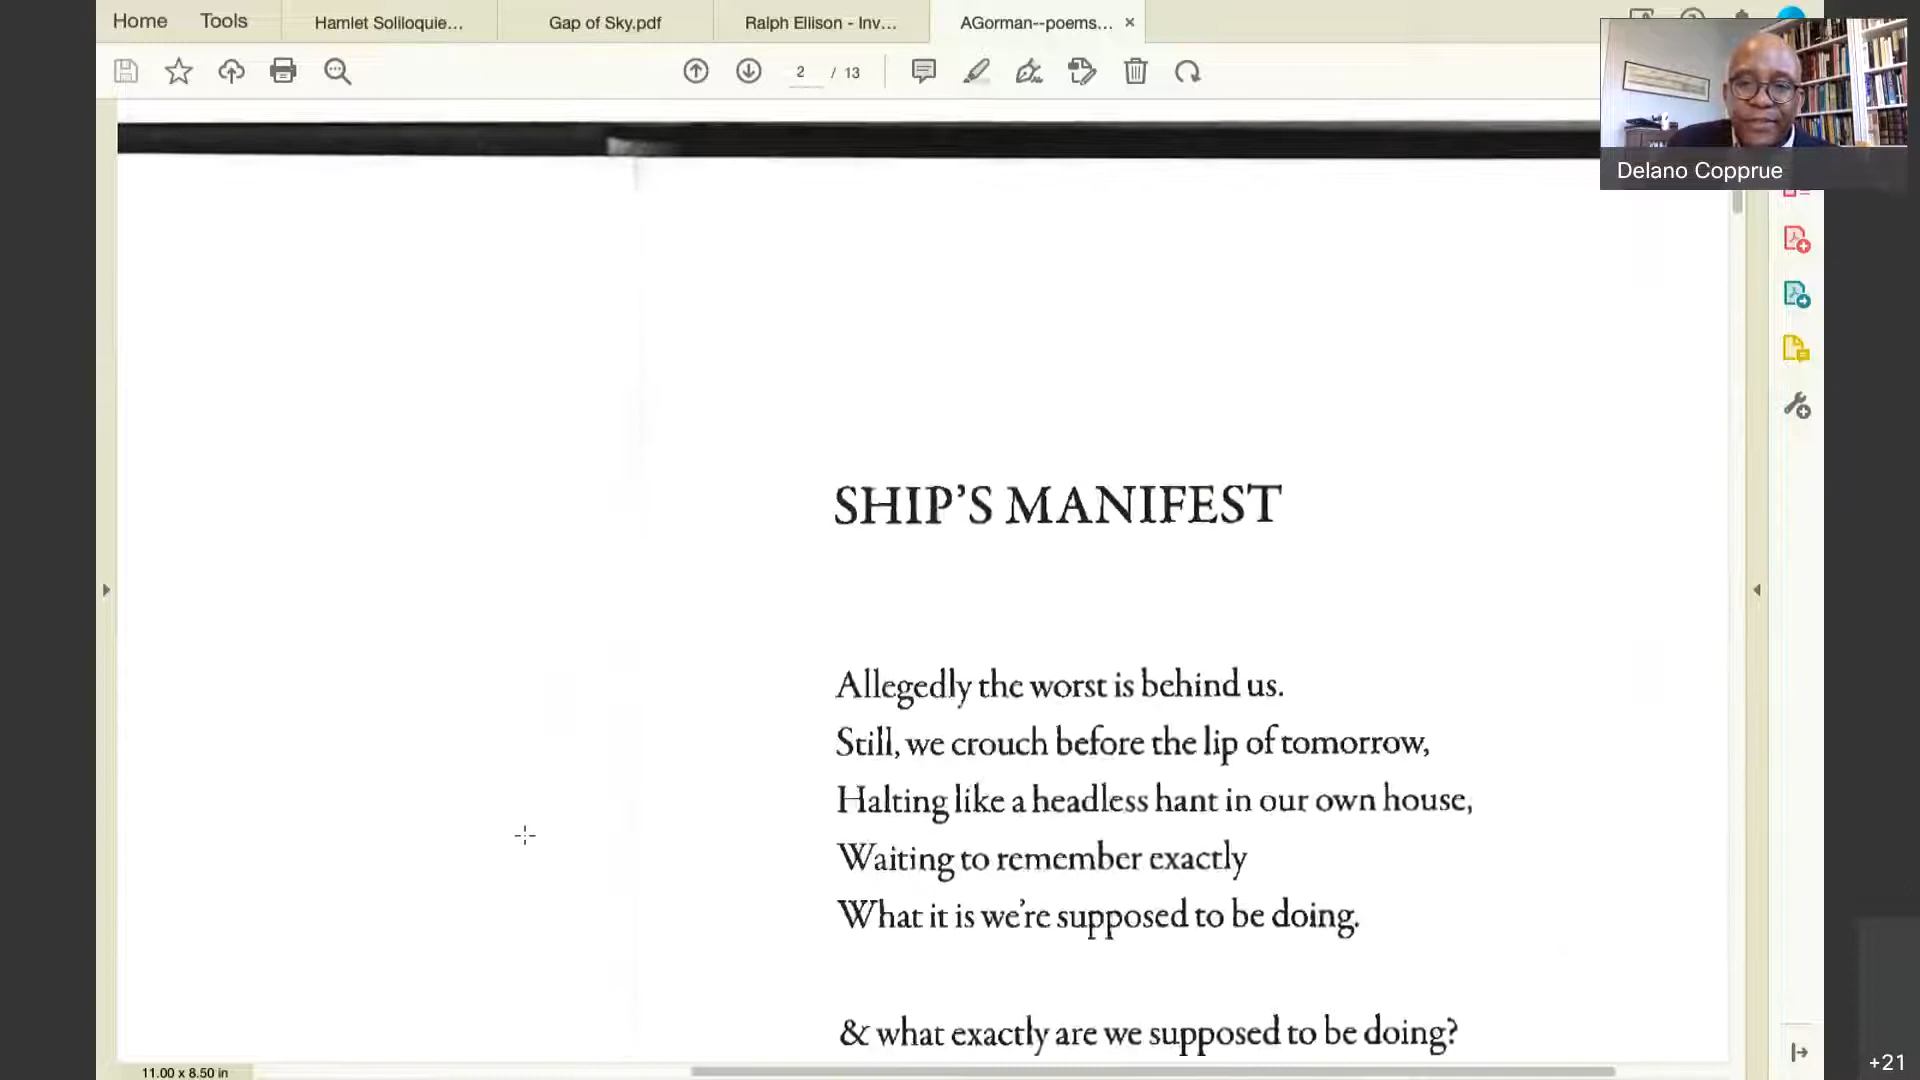 Home Tools Hamlet Soliloquie... Gap of Sky.pdf Ralph Ellison - Inv... AGorman--poems... ×
2 / 13
Delano Copprue
SHIP'S MANIFEST
Allegedly the worst is behind us.
Still, we crouch before the lip of tomorrow,
Halting like a headless hant in our own house,
Waiting to remember exactly
What it is we're supposed to be doing.
& what exactly are we supposed to be doing?
11.00 x 8.50 in
+21